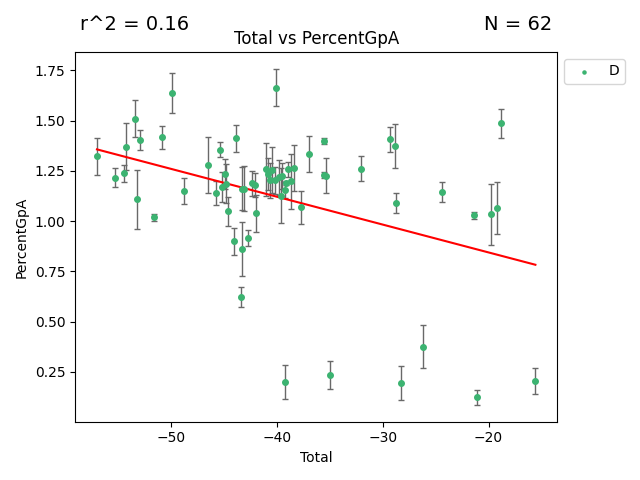 r^2 = 0.16
N = 62
Total vs PercentGpA
D
1.75
1.50
1.25
1.00
0.75
0.50
0.25
PercentGpA
−50
−40
−30
−20
Total